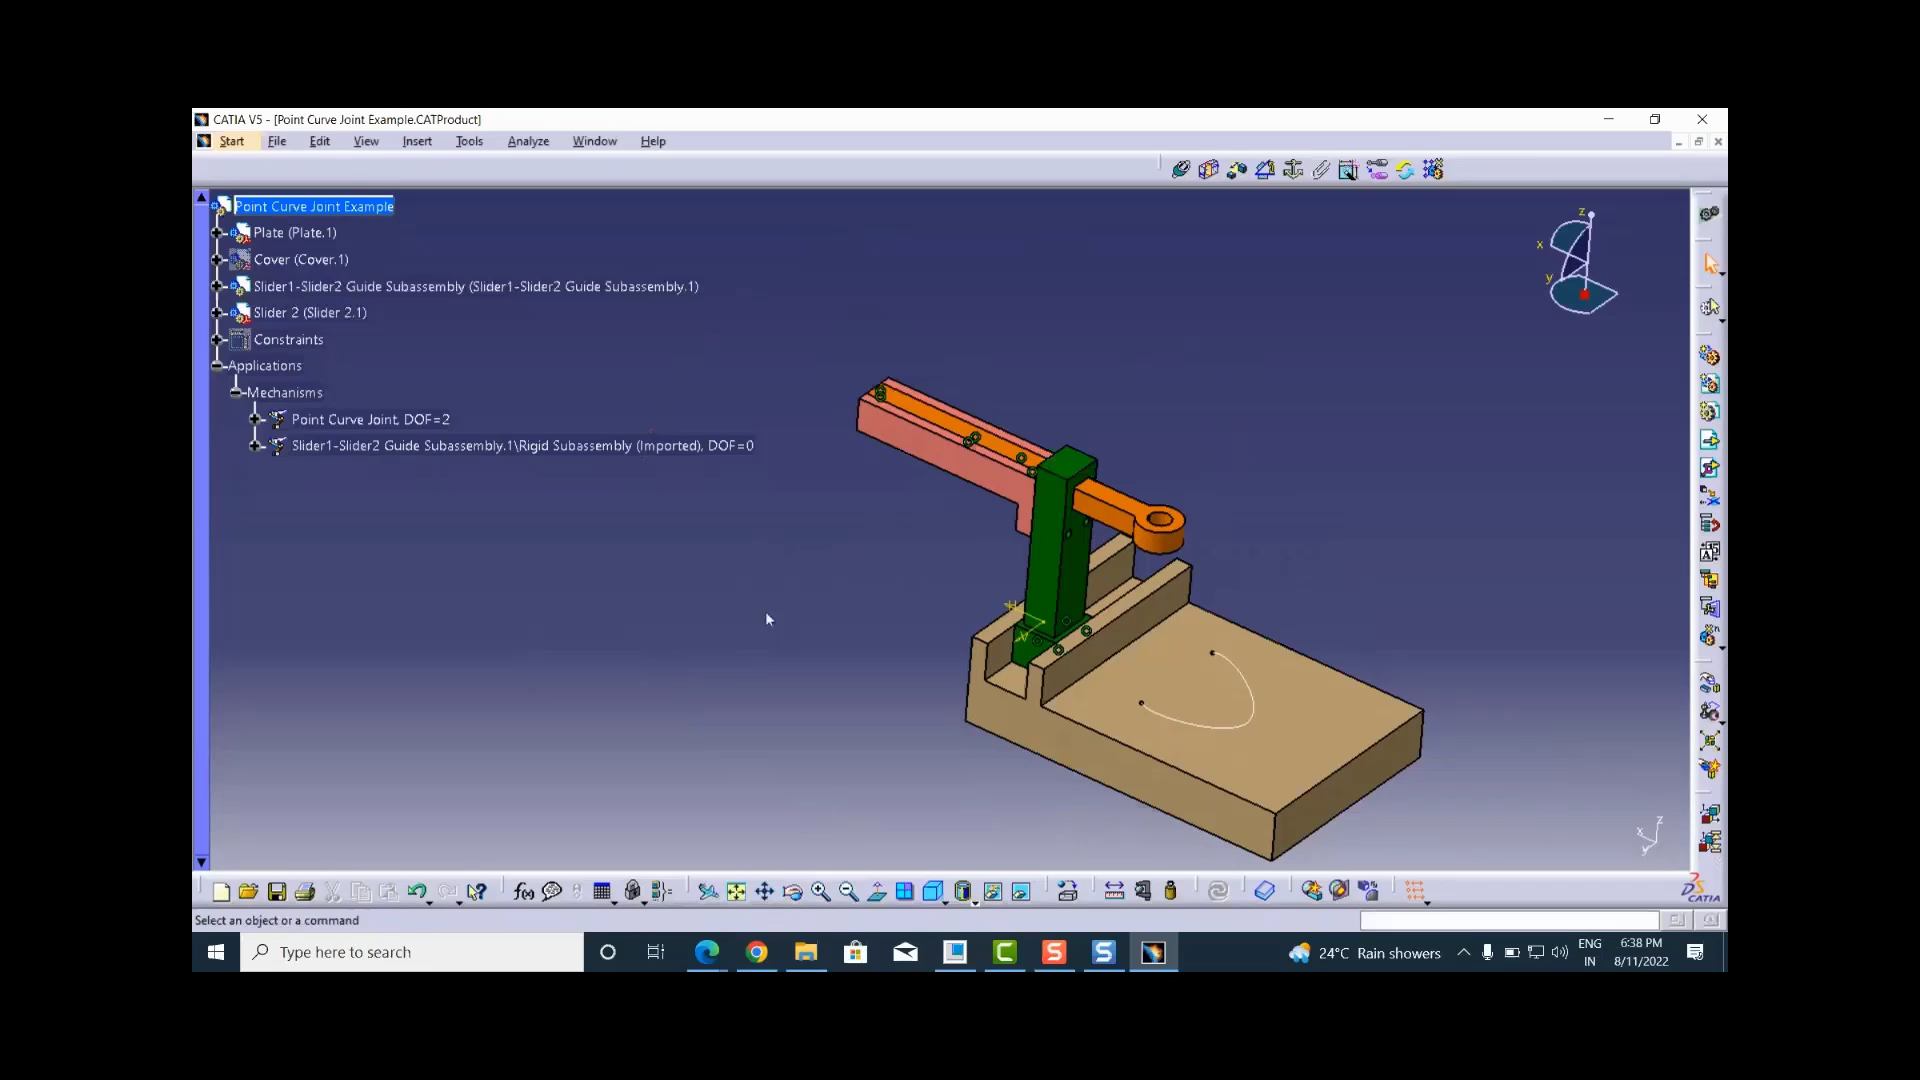 CATIA V5 - [Point Curve Joint Example.CATProduct]
Start File Edit View Insert Tools Analyze Window Help
Point Curve Joint Example
Plate (Plate.1)
Cover (Cover.1)
Slider1-Slider2 Guide Subassembly (Slider1-Slider2 Guide Subassembly.1)
Slider 2 (Slider 2.1)
Constraints
Applications
Mechanisms
Point Curve Joint, DOF=2
Slider1-Slider2 Guide Subassembly.1\Rigid Subassembly (Imported), DOF=0
z
x
y
H
V
z
x
y
f(x)
CATIA
Select an object or a command
Type here to search
24°C Rain showers
ENG
IN
6:38 PM
8/11/2022